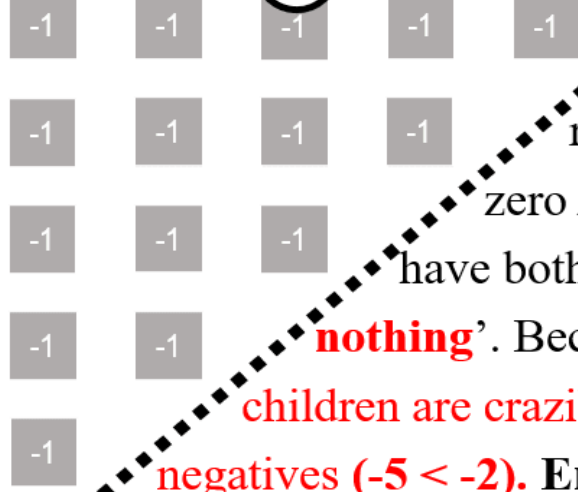 -1 -1 -1 -1 -1
-1 -1 -1 -1
zero
-1 -1 -1
have both
nothing’. Bec
-1 -1
children are crazi
-1
negatives (-5 < -2). E